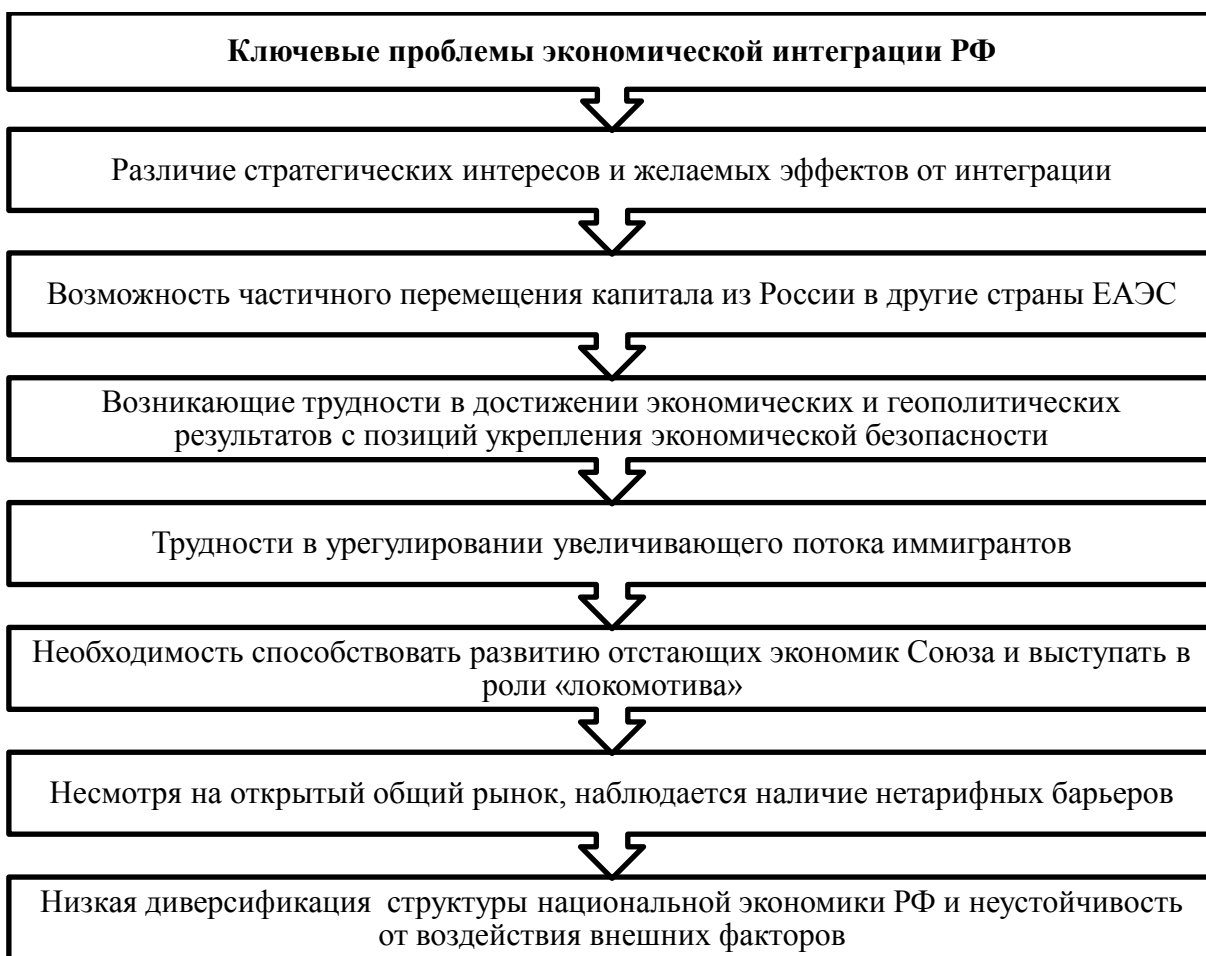 Ключевые проблемы экономической интеграции РФ
Различие стратегических интересов и желаемых эффектов от интеграции
Возможность частичного перемещения капитала из России в другие страны ЕАЭС
Возникающие трудности в достижении экономических и геополитических
результатов с позиций укрепления экономической безопасности
Трудности в урегулировании увеличивающего потока иммигрантов
Необходимость способствовать развитию отстающих экономик Союза и выступать в
роли «локомотива»
Несмотря на открытый общий рынок, наблюдается наличие нетарифных барьеров
Низкая диверсификация структуры национальной экономики РФ и неустойчивость
от воздействия внешних факторов